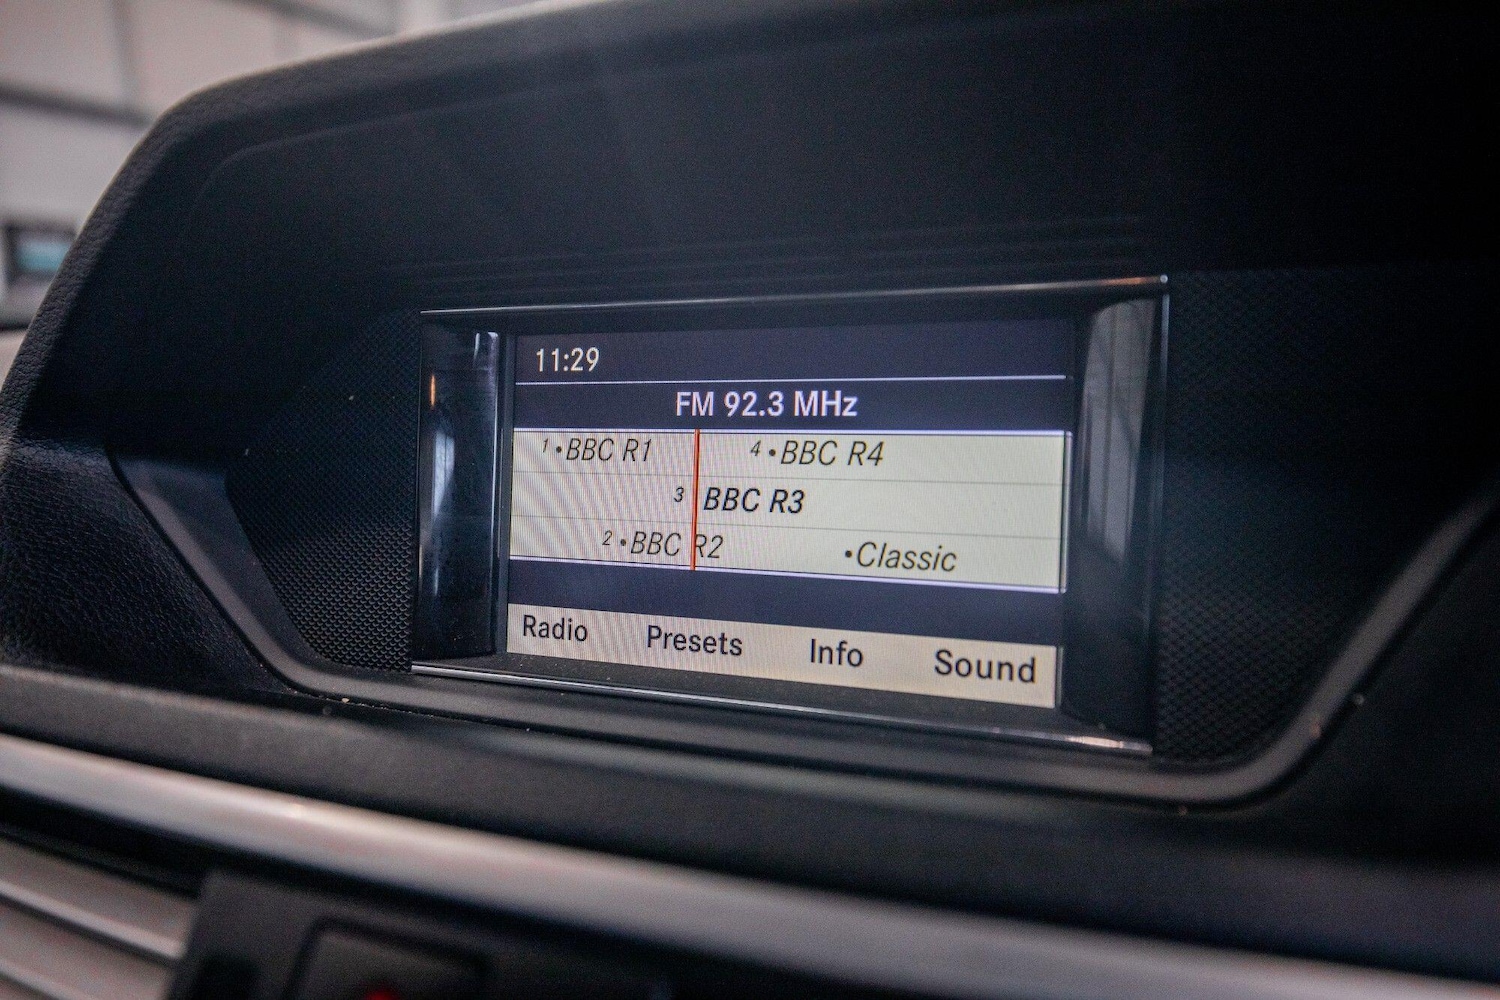 11:29
FM 92.3 MHz
1 •BBC R1 4 •BBC R4
3 BBC R3
2 •BBC R2 •Classic
Radio Presets Info Sound